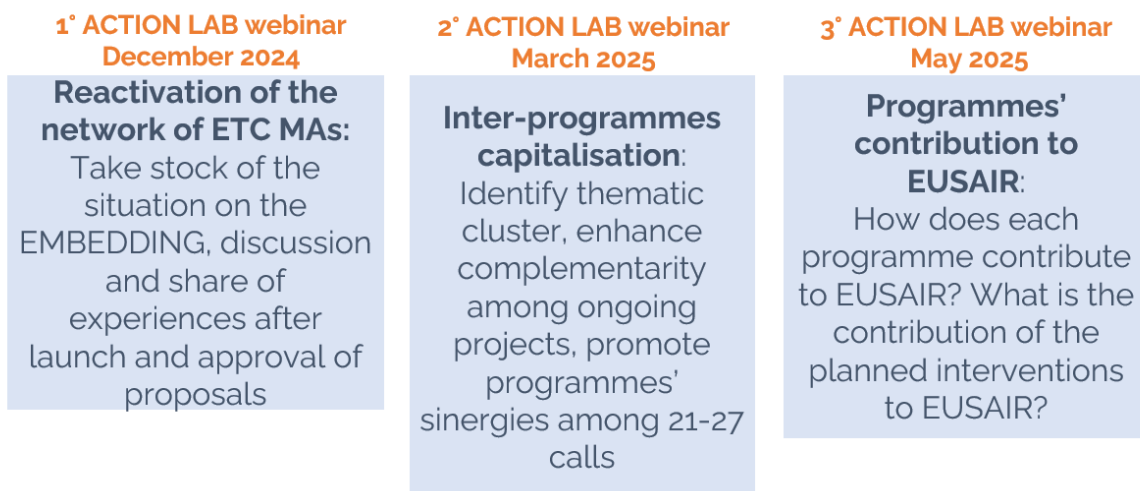 1° ACTION LAB webinar
December 2024
Reactivation of the
network of ETC MAs:
Take stock of the
situation on the
EMBEDDING, discussion
and share of
experiences after
launch and approval of
proposals
2° ACTION LAB webinar
March 2025
Inter-programmes
capitalisation:
Identify thematic
cluster, enhance
complementarity
among ongoing
projects, promote
programmes’
sinergies among 21-27
calls
3° ACTION LAB webinar
May 2025
Programmes’
contribution to
EUSAIR:
How does each
programme contribute
to EUSAIR? What is the
contribution of the
planned interventions
to EUSAIR?